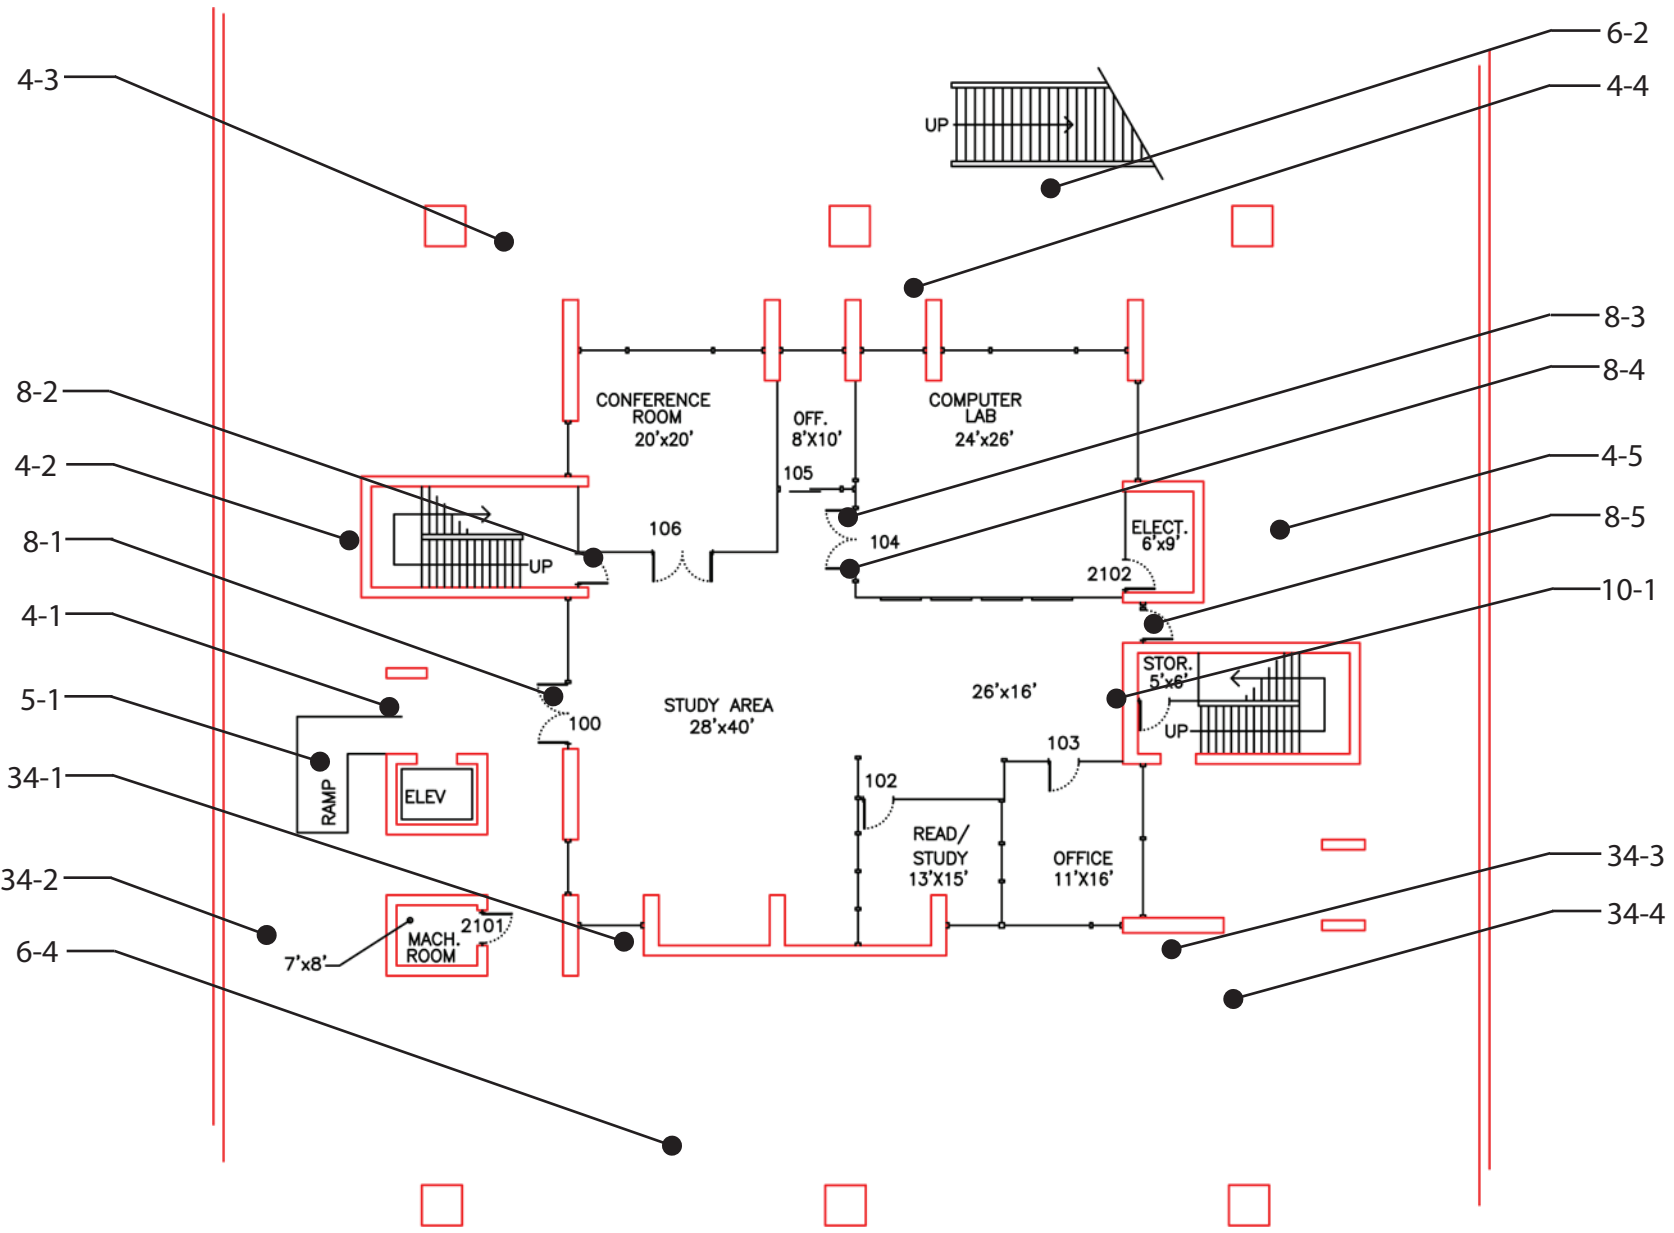 6-2
4-3
4-4
UP
8-3
8-4
8-2
CONFERENCE
ROOM
20'x20'
OFF.
8'X10'
COMPUTER
LAB
24'x26'
4-2
105
4-5
8-5
8-1
106
104
ELECT.
6'x9'
UP
2102
10-1
4-1
STOR.
5'x6'
5-1
STUDY AREA
28'x40'
26'x16'
100
UP
103
34-1
RAMP
ELEV
102
READ/
STUDY
13'X15'
OFFICE
11'X16'
34-3
34-2
34-4
2101
MACH.
ROOM
7'x8'
6-4